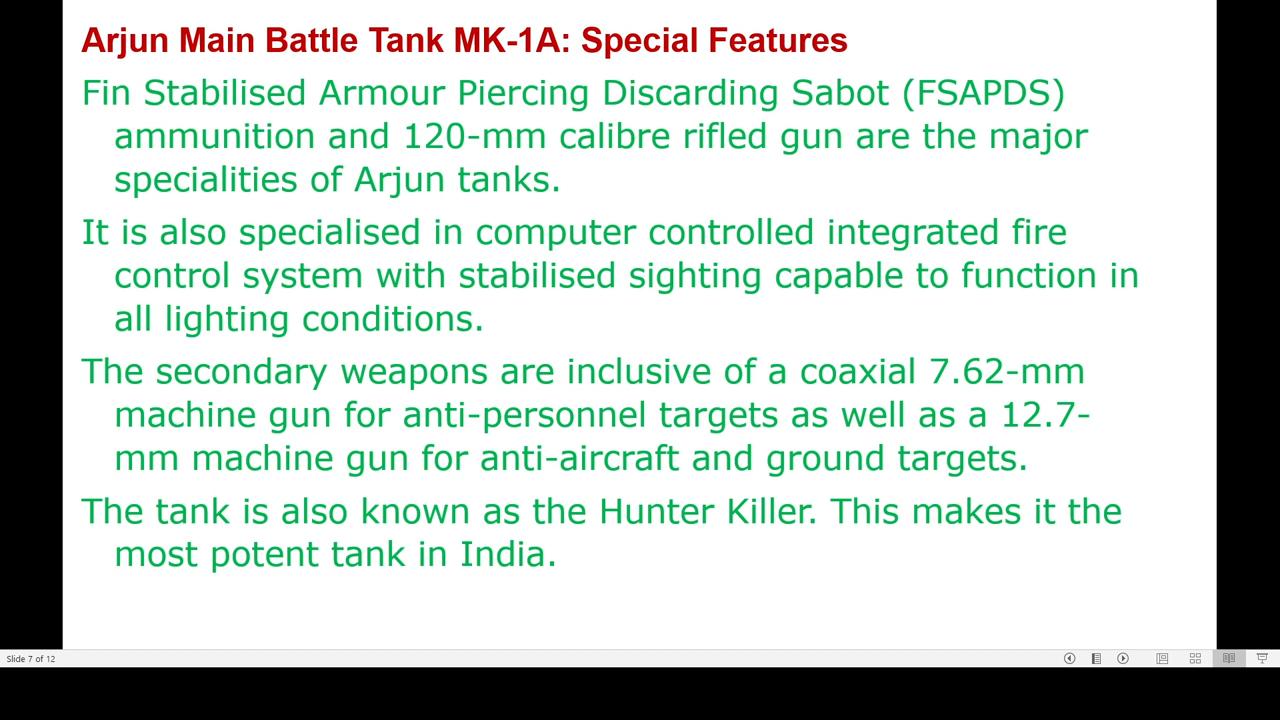 Arjun Main Battle Tank MK-1A: Special Features
Fin Stabilised Armour Piercing Discarding Sabot (FSAPDS)
ammunition and 120-mm calibre rifled gun are the major
specialities of Arjun tanks.
It is also specialised in computer controlled integrated fire
control system with stabilised sighting capable to function in
all lighting conditions.
The secondary weapons are inclusive of a coaxial 7.62-mm
machine gun for anti-personnel targets as well as a 12.7-
mm machine gun for anti-aircraft and ground targets.
The tank is also known as the Hunter Killer. This makes it the
most potent tank in India.
Slide 7 of 12